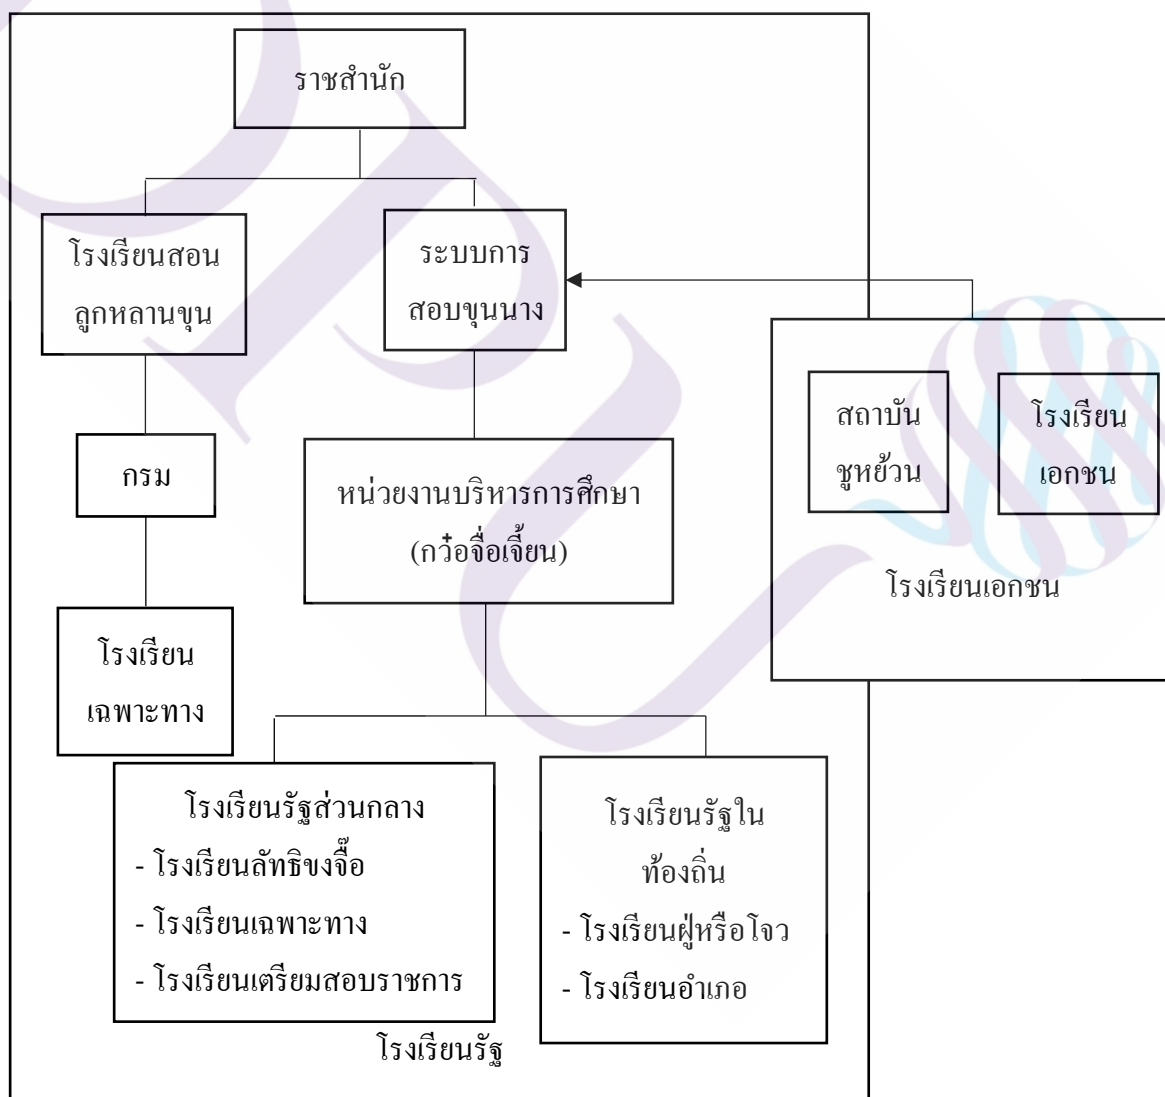 ราชสำนัก
โรงเรียนสอน
ลูกหลานขุน
ระบบการ
สอบขุนนาง
สถาบัน
ชูหย้วน
โรงเรียน
เอกชน
โรงเรียนเอกชน
กรม
หน่วยงานบริหารการศึกษา
(กว๋อจื่อเจี้ยน)
โรงเรียน
เฉพาะทาง
โรงเรียนรัฐส่วนกลาง
- โรงเรียนลัทธิขงจื๊อ
- โรงเรียนเฉพาะทาง
- โรงเรียนเตรียมสอบราชการ
โรงเรียนรัฐใน
ท้องถิ่น
- โรงเรียนฝู่หรือโจว
- โรงเรียนอำเภอ
โรงเรียนรัฐ